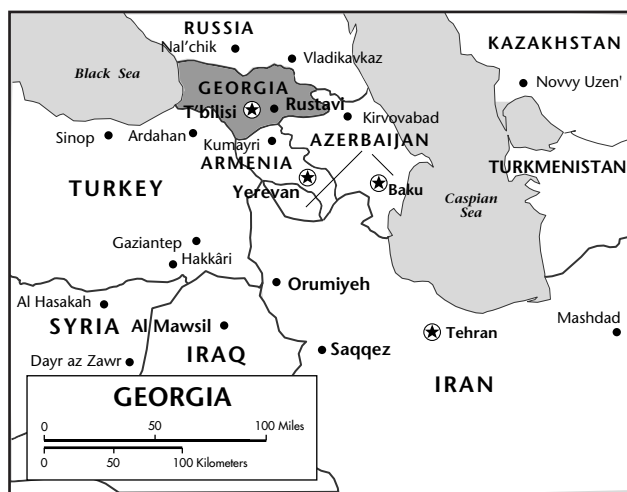 RUSSIA
Nal'chik
Vladikavkaz
KAZAKHSTAN
Black Sea
Novvy Uzen'
GEORGIA
T'bilisi
Rustavi
Kirvovabad
Sinop
Ardahan
Kumayri
AZERBAIJAN
ARMENIA
TURKMENISTAN
TURKEY
Yerevan
Baku
Caspian
Sea
Gaziantep
Hakkâri
Orumiyeh
Al Hasakah
SYRIA
Al Mawsil
Mashdad
Tehran
Dayr az Zawr
IRAQ
Saqqez
IRAN
GEORGIA
0 50 100 Miles
0 50 100 Kilometers